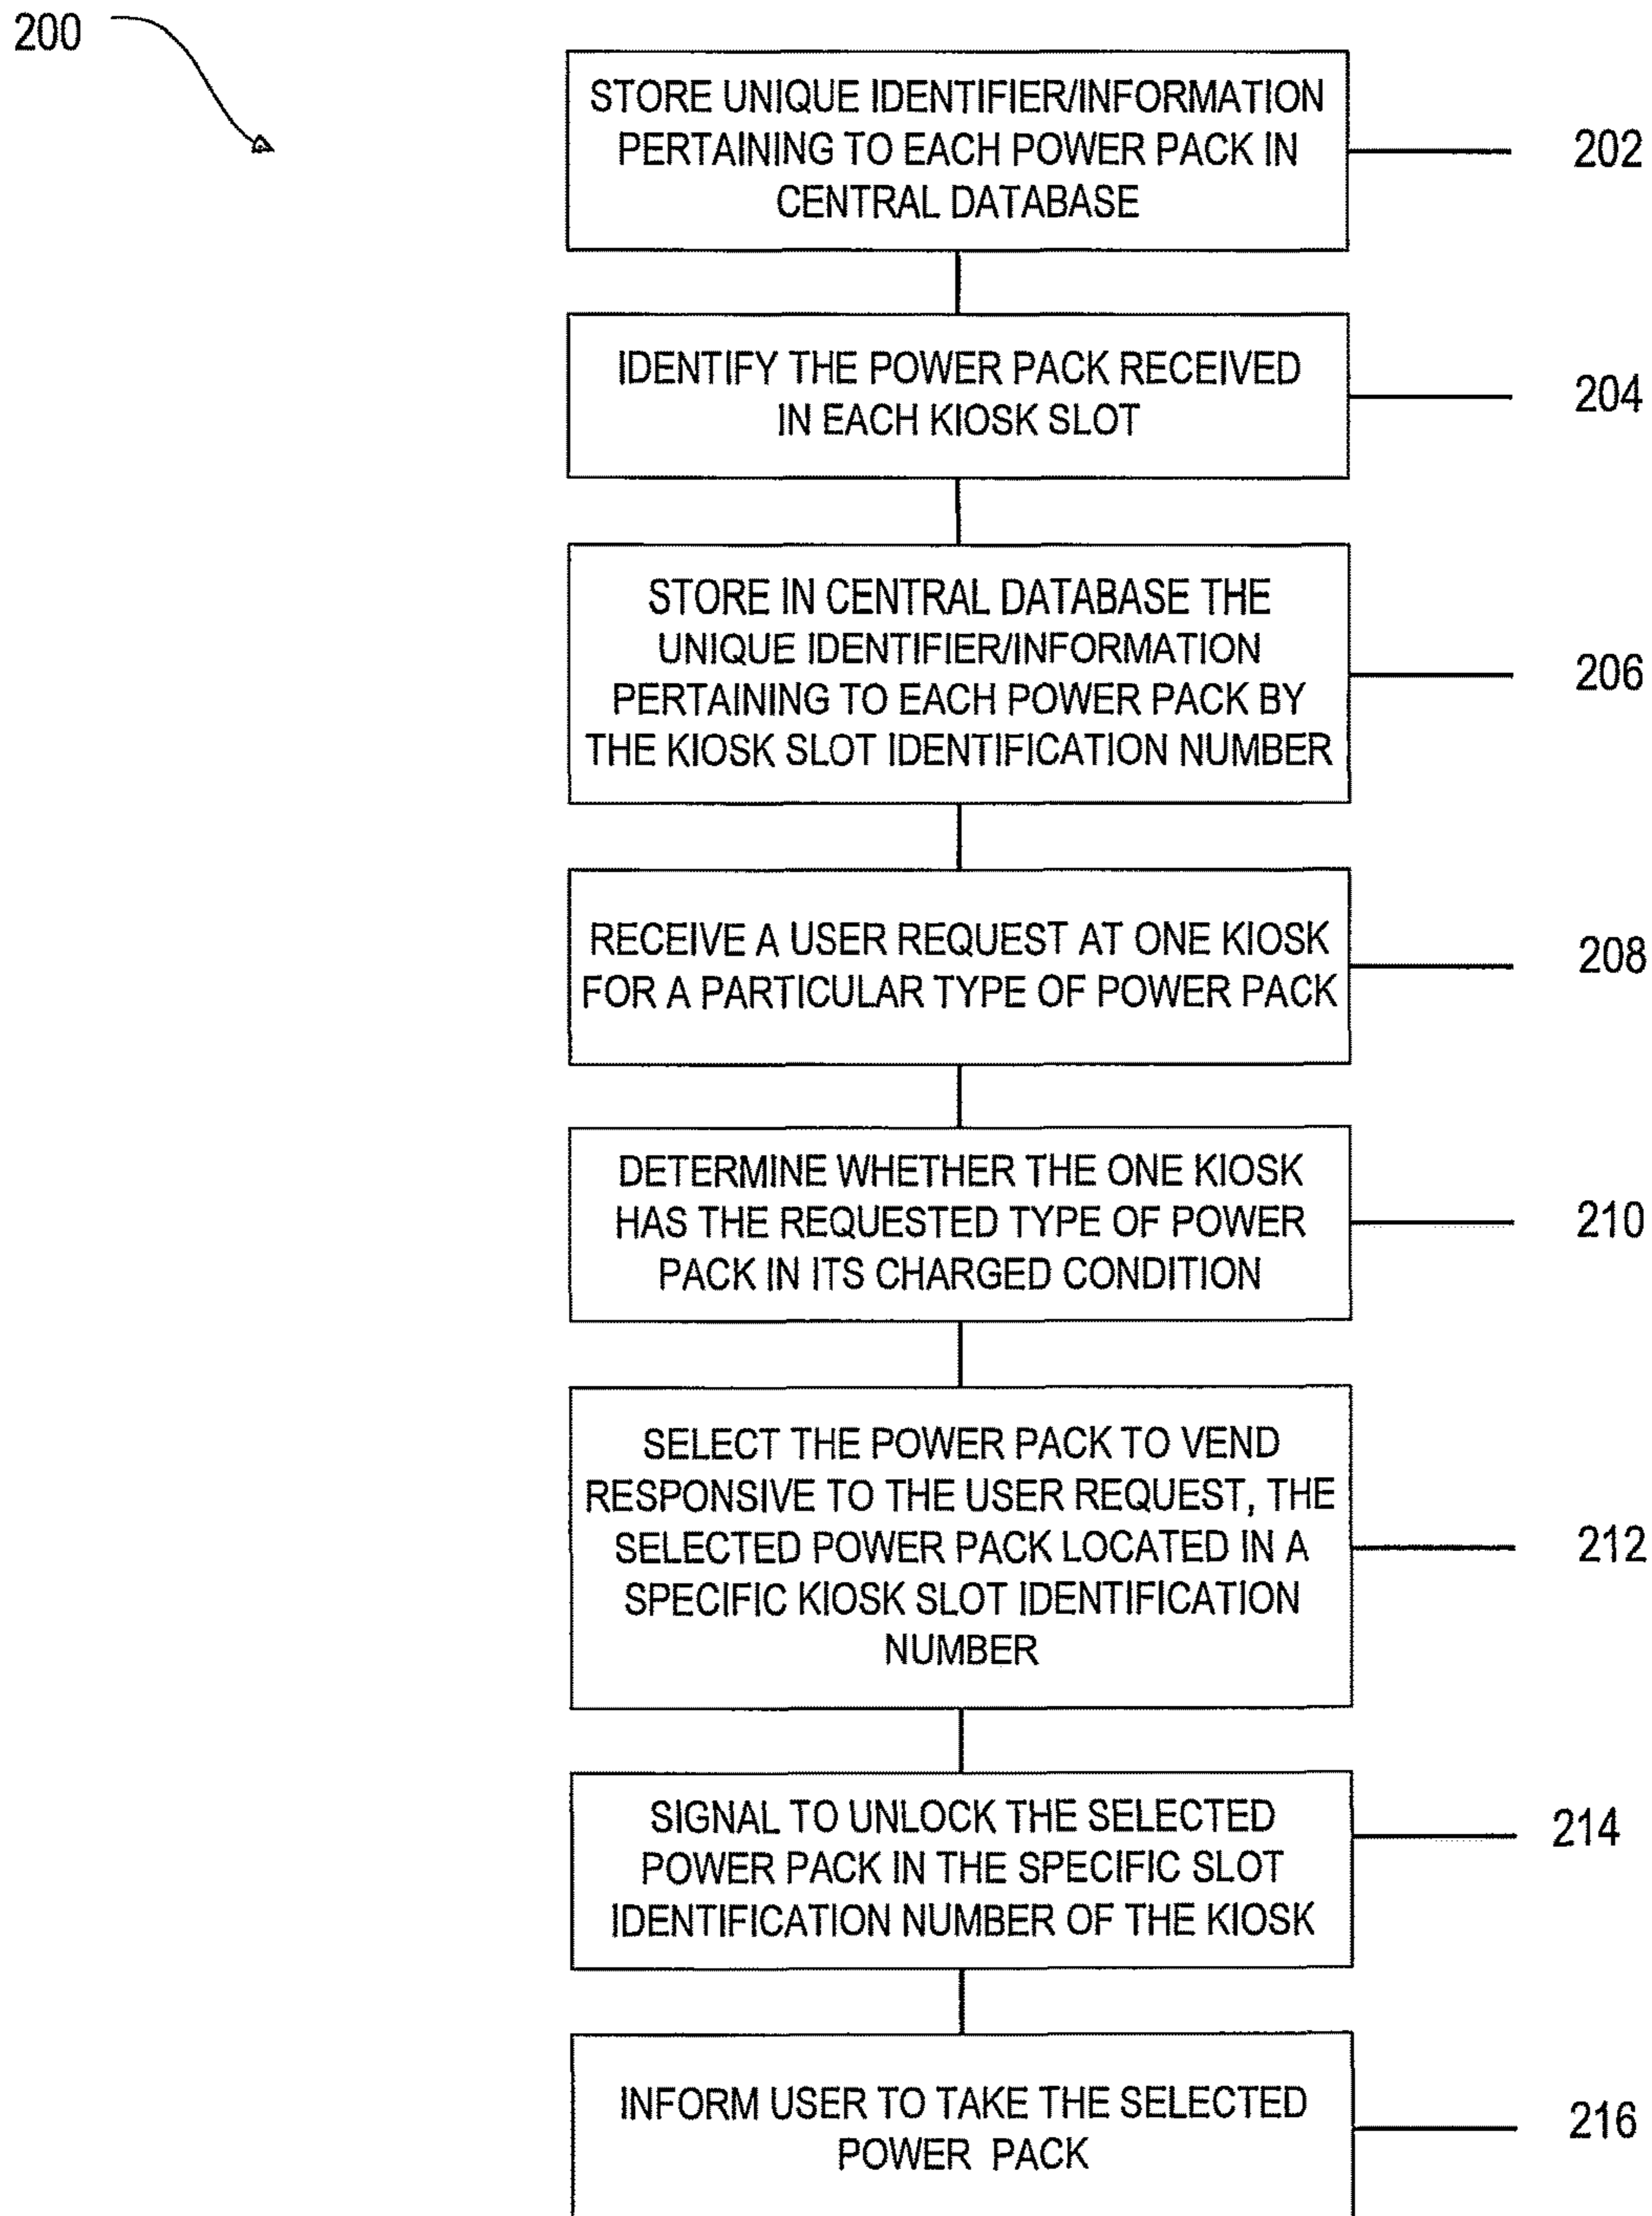 200
STORE UNIQUE IDENTIFIER/INFORMATION
PERTAINING TO EACH POWER PACK IN
CENTRAL DATABASE
202
IDENTIFY THE POWER PACK RECEIVED
IN EACH KIOSK SLOT
204
STORE IN CENTRAL DATABASE THE
UNIQUE IDENTIFIER/INFORMATION
PERTAINING TO EACH POWER PACK BY
THE KIOSK SLOT IDENTIFICATION NUMBER
206
RECEIVE A USER REQUEST AT ONE KIOSK
FOR A PARTICULAR TYPE OF POWER PACK
208
DETERMINE WHETHER THE ONE KIOSK
HAS THE REQUESTED TYPE OF POWER
PACK IN ITS CHARGED CONDITION
210
SELECT THE POWER PACK TO VEND
RESPONSIVE TO THE USER REQUEST, THE
SELECTED POWER PACK LOCATED IN A
SPECIFIC KIOSK SLOT IDENTIFICATION
NUMBER
212
SIGNAL TO UNLOCK THE SELECTED
POWER PACK IN THE SPECIFIC SLOT
IDENTIFICATION NUMBER OF THE KIOSK
214
INFORM USER TO TAKE THE SELECTED
POWER PACK
216